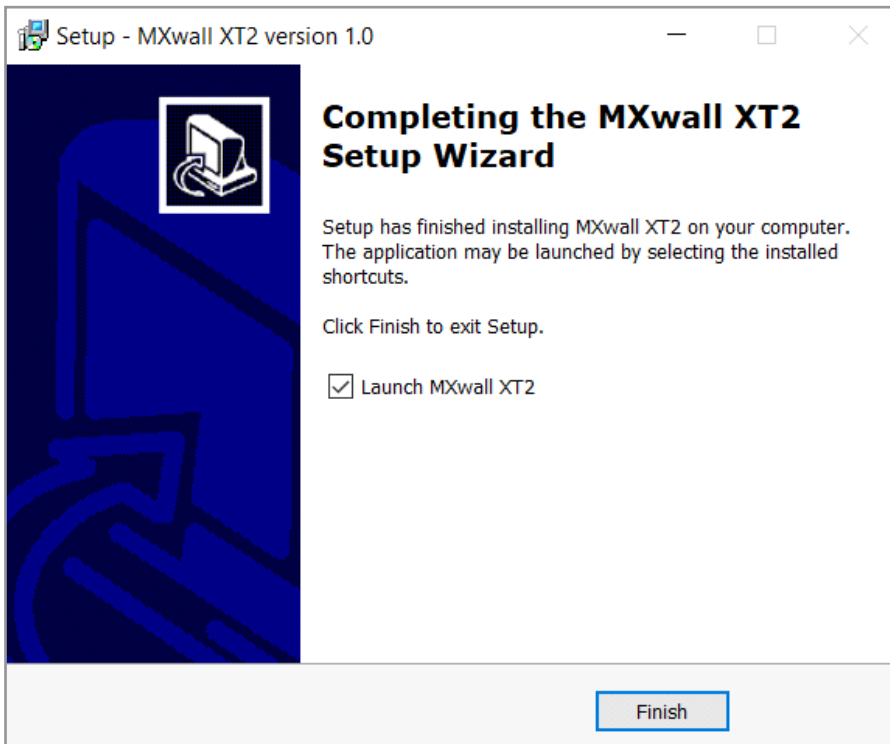 Setup - MXwall XT2 version 1.0
Completing the MXwall XT2
Setup Wizard
Setup has finished installing MXwall XT2 on your computer.
The application may be launched by selecting the installed
shortcuts.
Click Finish to exit Setup.
Launch MXwall XT2
Finish